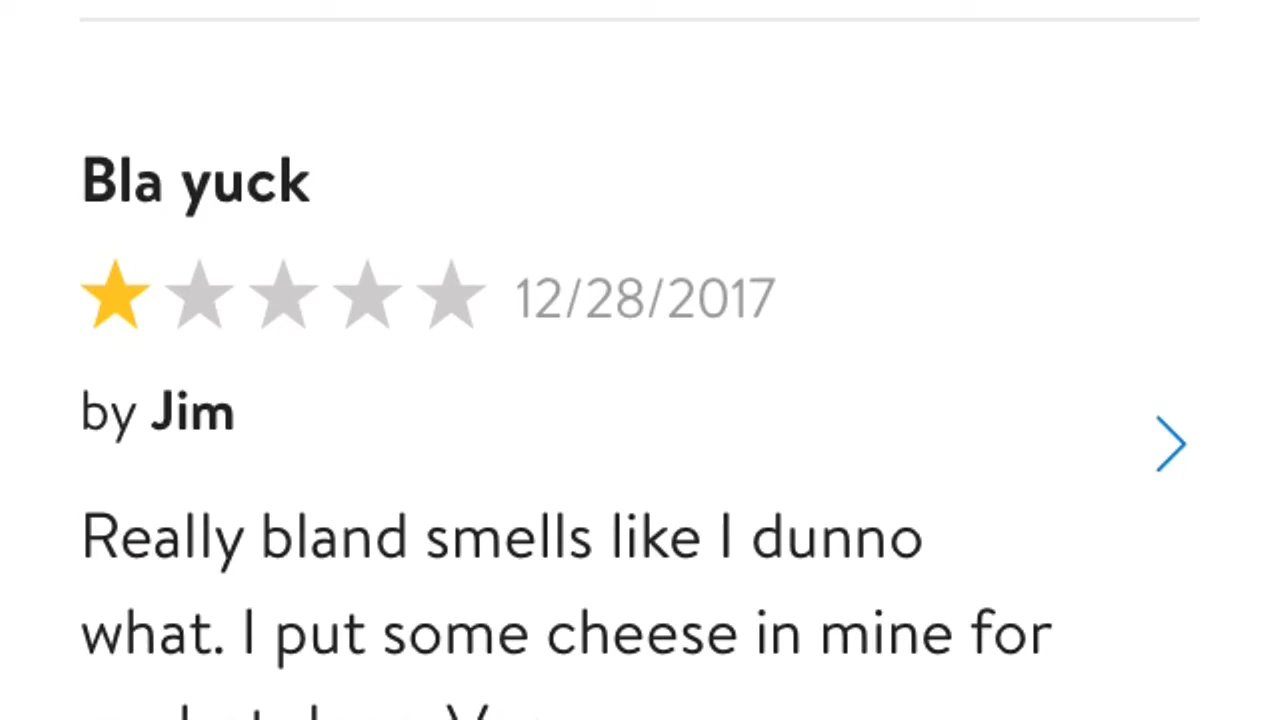 Bla yuck
12/28/2017
by Jim
Really bland smells like I dunno
what. I put some cheese in mine for